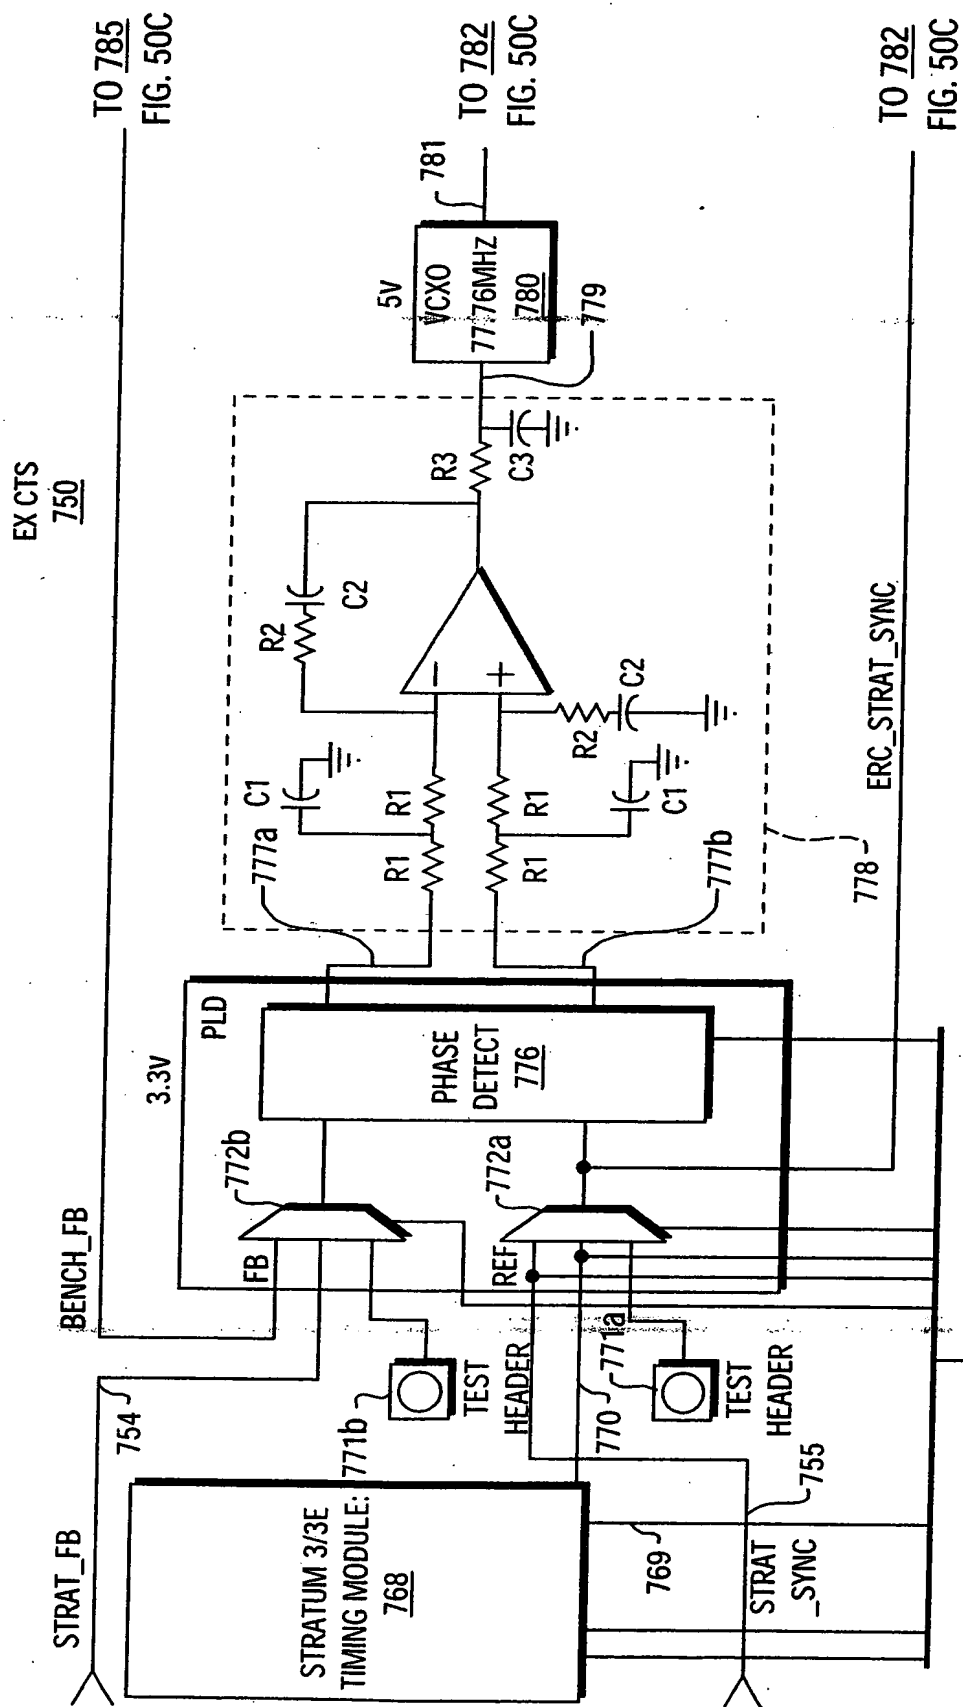 EX CTS
750
TO 785
FIG. 50C
TO 782
FIG. 50C
TO 782
FIG. 50C
STRAT_FB
754
BENCH_FB
STRATUM 3/3E
TIMING MODULE:
768
769
STRAT
_SYNC
755
771b
TEST
HEADER
770
771a
TEST
HEADER
3.3V
PLD
FB
772b
REF
772a
PHASE
DETECT
776
777a
777b
C1
R1
R1
R1
R1
C1
R2
C2
R2
C2
R3
C3
778
779
5V
VCXO
77.76MHZ
780
781
ERC_STRAT_SYNC